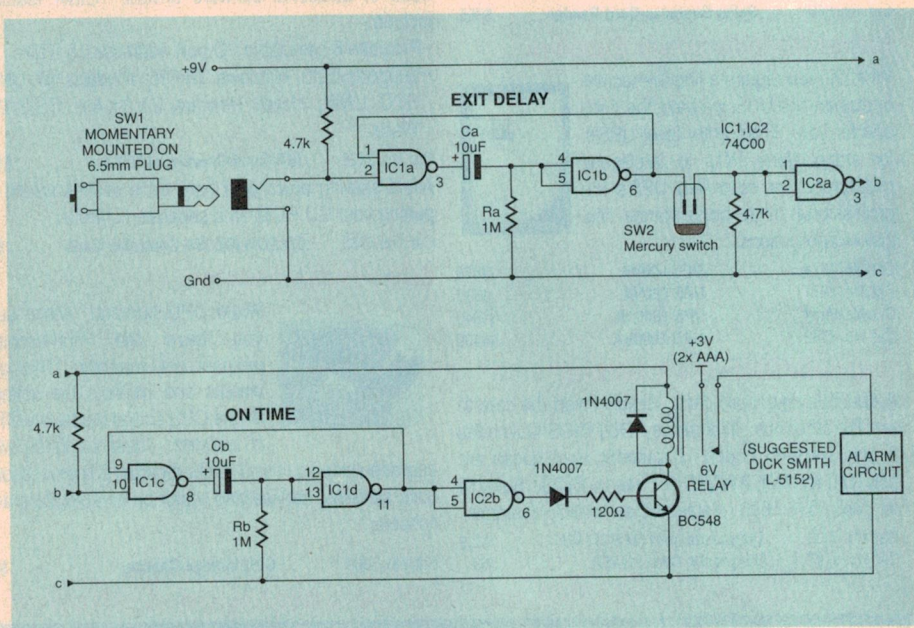 +9V
a
SW1
MOMENTARY
MOUNTED ON
6.5mm PLUG
4.7k
EXIT DELAY
1
2
IC1a
3
+
Ca
10uF
Ra
1M
4
5
IC1b
6
SW2
Mercury switch
IC1,IC2
74C00
4.7k
1
2
IC2a
3
b
Gnd
c
a
4.7k
ON TIME
b
9
10
IC1c
8
+
Cb
10uF
Rb
1M
12
13
IC1d
11
4
5
IC2b
6
1N4007
120Ω
BC548
1N4007
+3V
(2x AAA)
6V
RELAY
(SUGGESTED
DICK SMITH
L-5152)
ALARM
CIRCUIT
c